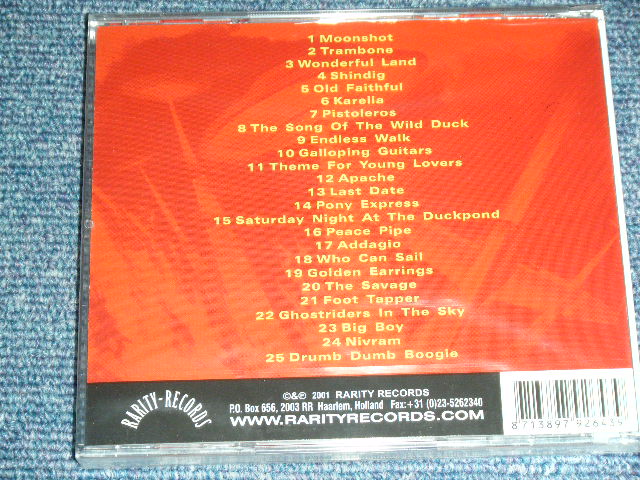 1 Moonshot
2 Trambone
3 Wonderful Land
4 Shindig
5 Old Faithful
6 Karella
7 Pistoleros
8 The Song Of The Wild Duck
9 Endless Walk
10 Galloping Guitars
11 Theme For Young Lovers
12 Apache
13 Last Date
14 Pony Express
15 Saturday Night At The Duckpond
16 Peace Pipe
17 Addagio
18 Who Can Sail
19 Golden Earrings
20 The Savage
21 Foot Tapper
22 Ghostriders In The Sky
23 Big Boy
24 Nivram
25 Drumb Dumb Boogie
RARITY-RECORDS
©&℗ 2001 RARITY RECORDS
P.O. Box 656, 2003 RR Haarlem, Holland Fax:+31 (0)23-5262340
WWW.RARITYRECORDS.COM
8713897926439